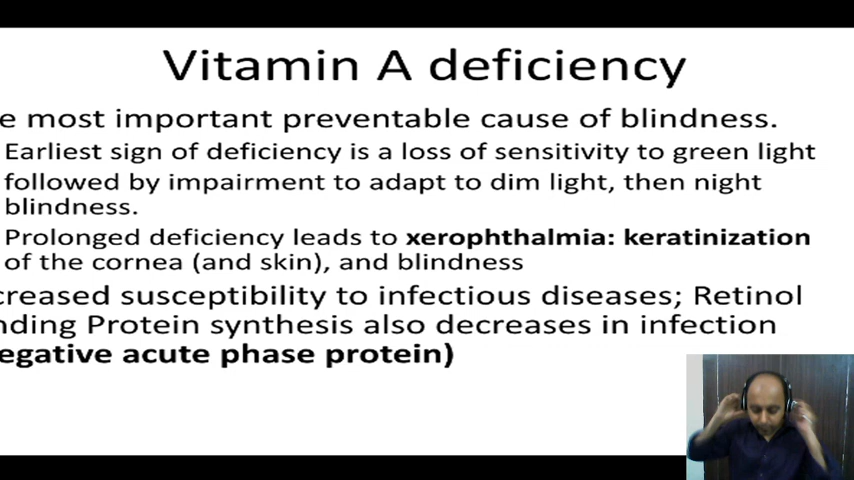 Vitamin A deficiency
e most important preventable cause of blindness.
Earliest sign of deficiency is a loss of sensitivity to green light
followed by impairment to adapt to dim light, then night
blindness.
Prolonged deficiency leads to xerophthalmia: keratinization
of the cornea (and skin), and blindness
creased susceptibility to infectious diseases; Retinol
nding Protein synthesis also decreases in infection
egative acute phase protein)